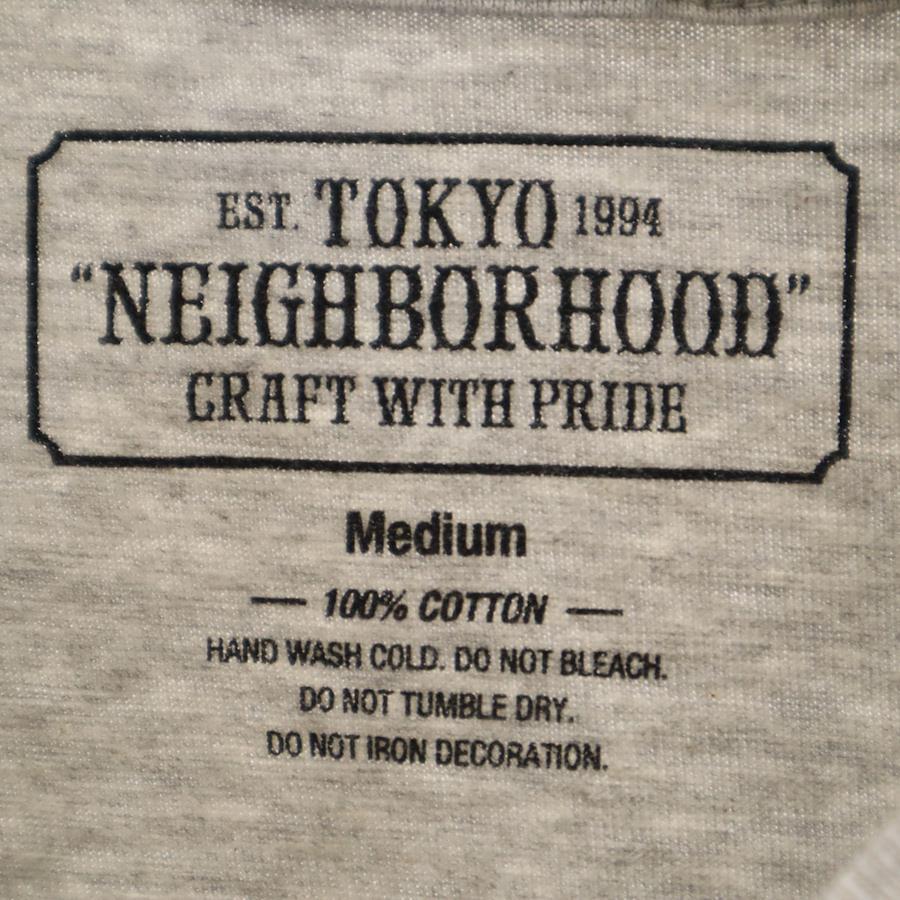 EST. TOKYO 1994
“NEIGHBORHOOD”
CRAFT WITH PRIDE
Medium
— 100% COTTON —
HAND WASH COLD. DO NOT BLEACH.
DO NOT TUMBLE DRY.
DO NOT IRON DECORATION.